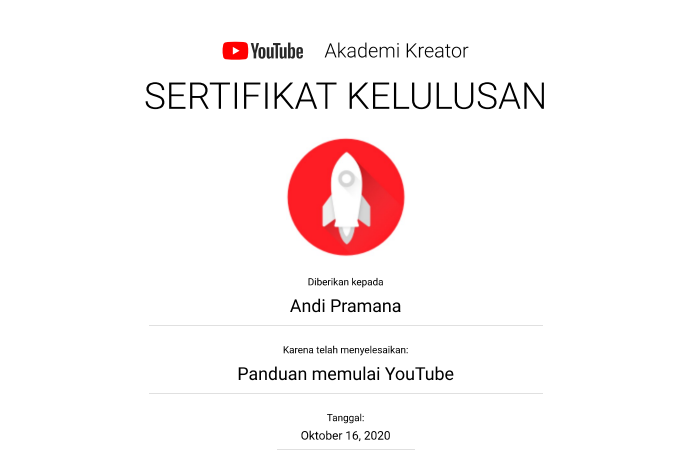 YouTube Akademi Kreator
SERTIFIKAT KELULUSAN
Diberikan kepada
Andi Pramana
Karena telah menyelesaikan:
Panduan memulai YouTube
Tanggal:
Oktober 16, 2020